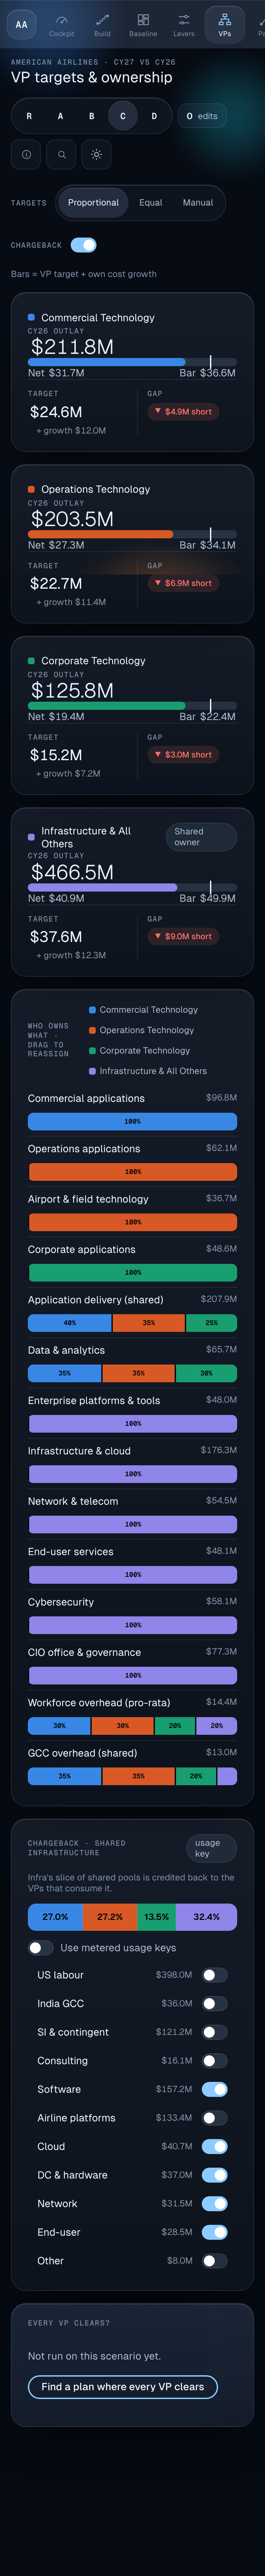 AA
Cockpit
Build
Baseline
Levers
VPs
AMERICAN AIRLINES · CY27 VS CY26
VP targets & ownership
R A B C D
0 edits
TARGETS
Proportional Equal Manual
CHARGEBACK
Bars = VP target + own cost growth
Commercial Technology
CY26 OUTLAY
$211.8M
Net $31.7M Bar $36.6M
TARGET GAP
$24.6M ▼ $4.9M short
+ growth $12.0M
Operations Technology
CY26 OUTLAY
$203.5M
Net $27.3M Bar $34.1M
TARGET GAP
$22.7M ▼ $6.9M short
+ growth $11.4M
Corporate Technology
CY26 OUTLAY
$125.8M
Net $19.4M Bar $22.4M
TARGET GAP
$15.2M ▼ $3.0M short
+ growth $7.2M
Infrastructure & All
Others
Shared
owner
CY26 OUTLAY
$466.5M
Net $40.9M Bar $49.9M
TARGET GAP
$37.6M ▼ $9.0M short
+ growth $12.3M
WHO OWNS
WHAT ·
DRAG TO
REASSIGN
Commercial Technology
Operations Technology
Corporate Technology
Infrastructure & All Others
Commercial applications $96.8M
100%
Operations applications $62.1M
100%
Airport & field technology $36.7M
100%
Corporate applications $48.6M
100%
Application delivery (shared) $207.9M
40% 35% 25%
Data & analytics $65.7M
35% 35% 30%
Enterprise platforms & tools $48.0M
100%
Infrastructure & cloud $176.3M
100%
Network & telecom $54.5M
100%
End-user services $48.1M
100%
Cybersecurity $58.1M
100%
CIO office & governance $77.3M
100%
Workforce overhead (pro-rata) $14.4M
30% 30% 20% 20%
GCC overhead (shared) $13.0M
35% 35% 20%
CHARGEBACK · SHARED
INFRASTRUCTURE
usage
key
Infra's slice of shared pools is credited back to the
VPs that consume it.
27.0% 27.2% 13.5% 32.4%
Use metered usage keys
US labour $398.0M
India GCC $36.0M
SI & contingent $121.2M
Consulting $16.1M
Software $157.2M
Airline platforms $133.4M
Cloud $40.7M
DC & hardware $37.0M
Network $31.5M
End-user $28.5M
Other $8.0M
EVERY VP CLEARS?
Not run on this scenario yet.
Find a plan where every VP clears